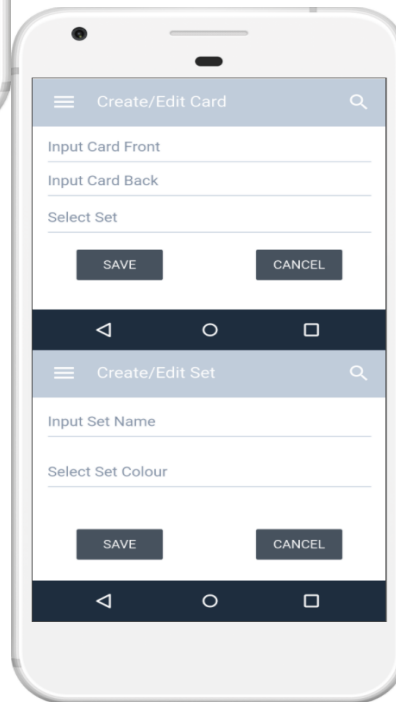 Create/Edit Card
Input Card Front
Input Card Back
Select Set
SAVE CANCEL
Create/Edit Set
Input Set Name
Select Set Colour
SAVE CANCEL